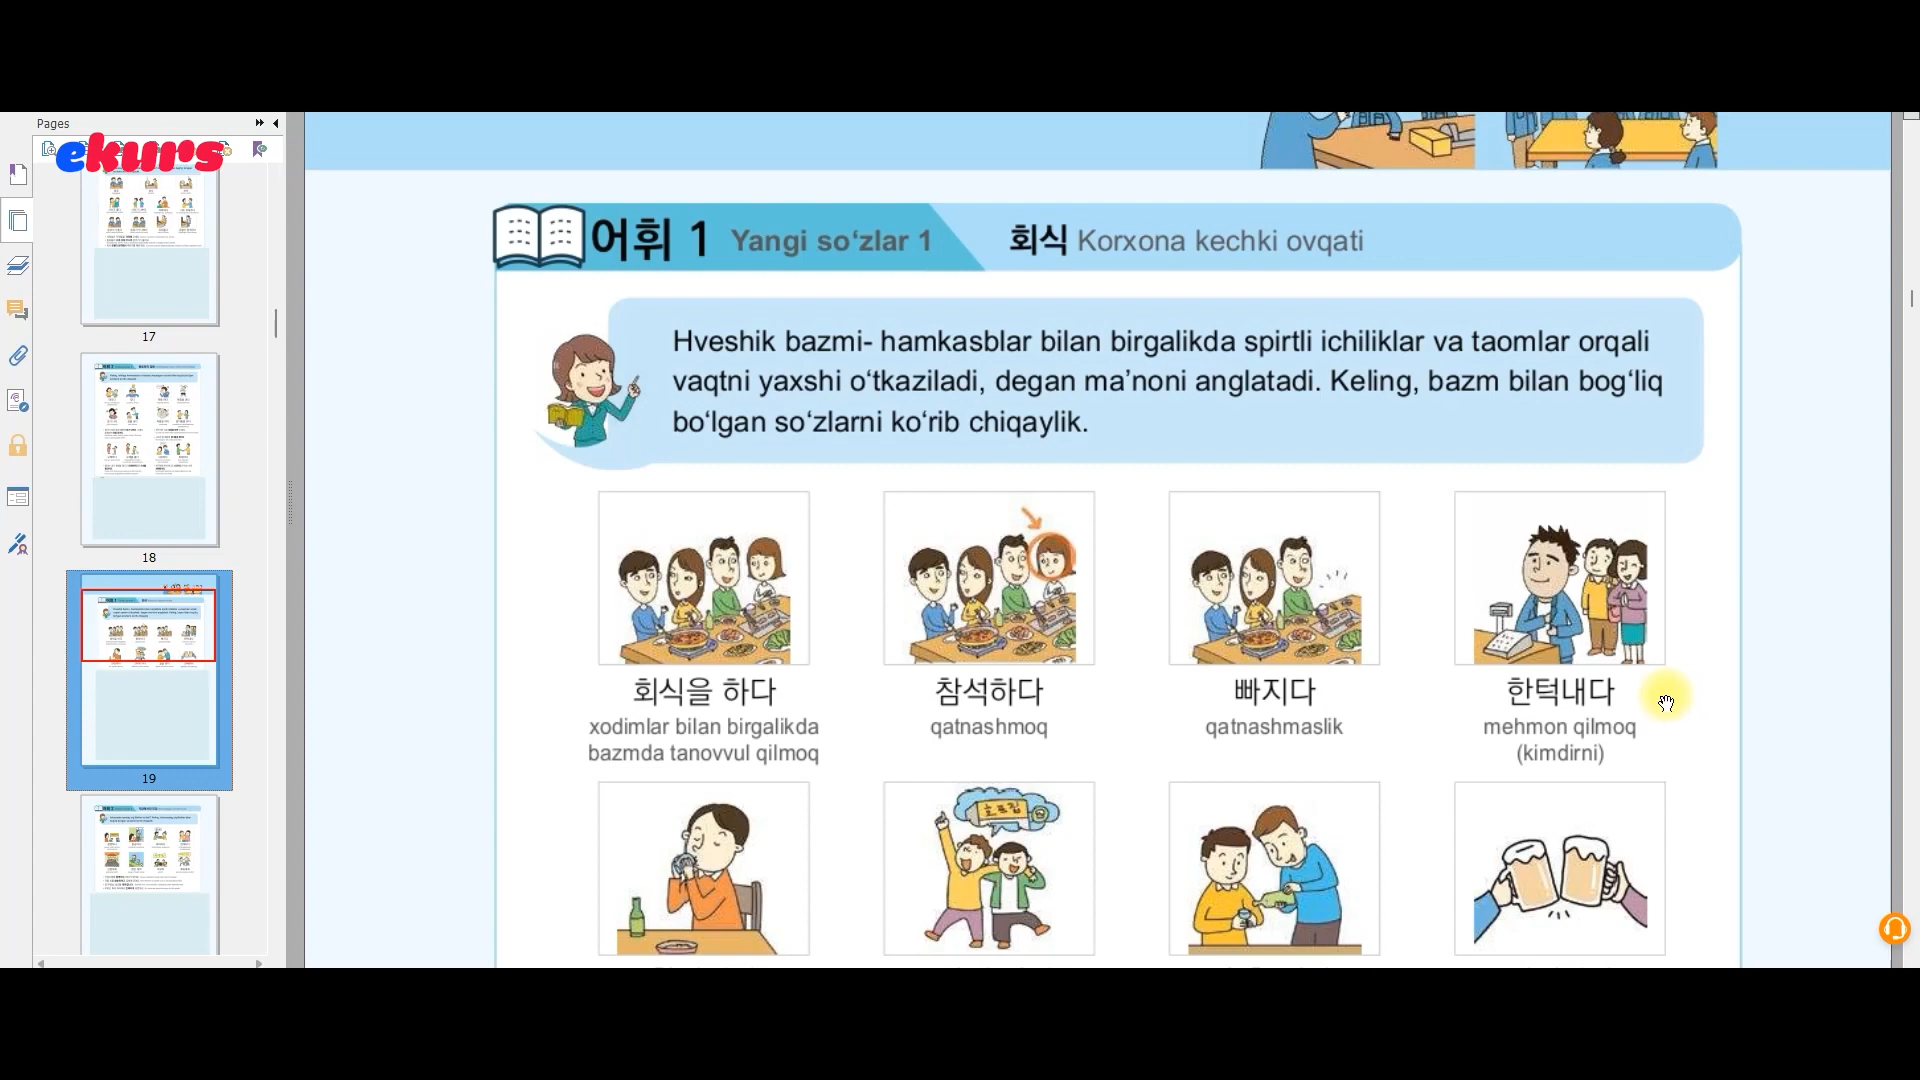 Pages
ekurs
17
18
19
어휘 1 Yangi so‘zlar 1 회식 Korxona kechki ovqati
Hveshik bazmi- hamkasblar bilan birgalikda spirtli ichiliklar va taomlar orqali
vaqtni yaxshi o‘tkaziladi, degan ma’noni anglatadi. Keling, bazm bilan bog‘liq
bo‘lgan so‘zlarni ko‘rib chiqaylik.
회식을 하다 참석하다 빠지다 한턱내다
xodimlar bilan birgalikda qatnashmoq qatnashmaslik mehmon qilmoq
bazmda tanovvul qilmoq (kimdirni)
호프집